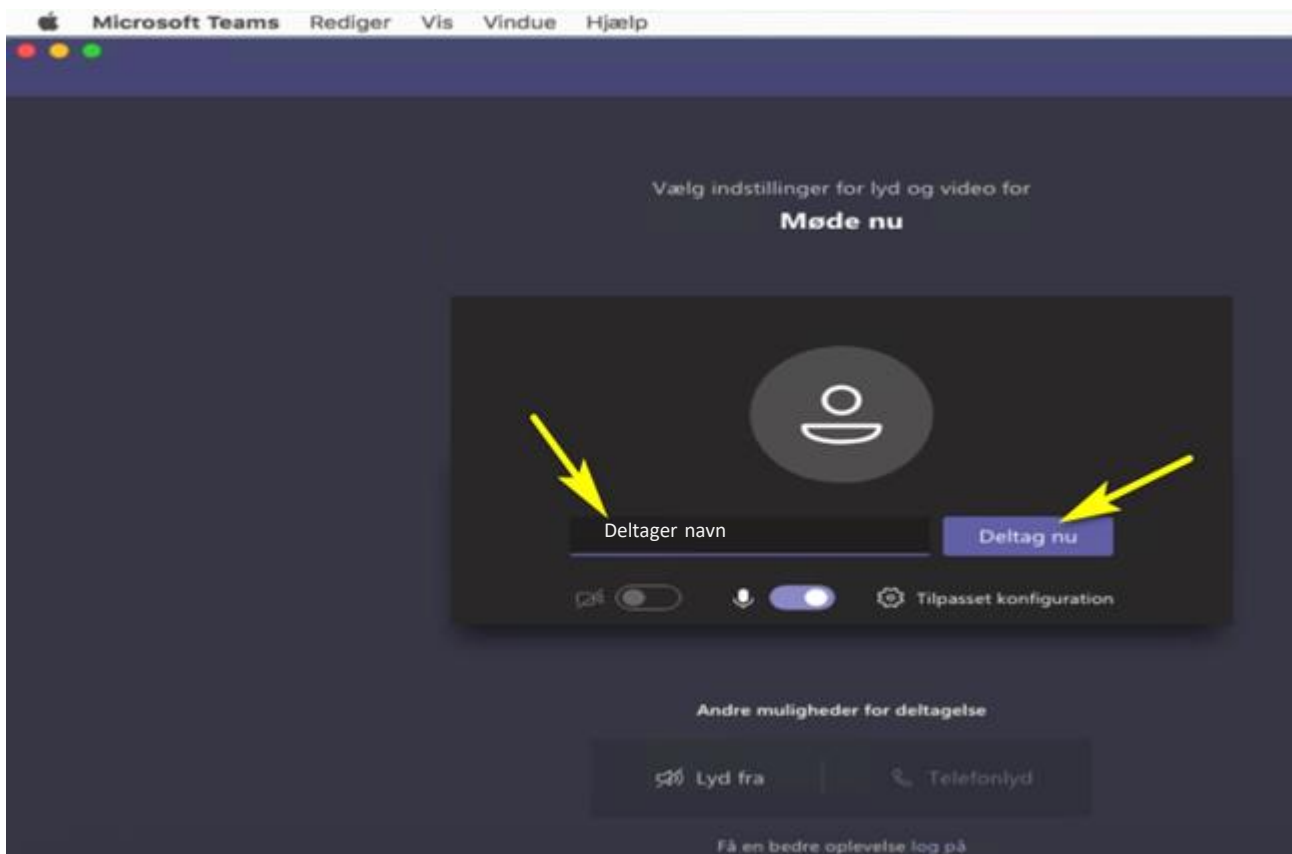 Microsoft Teams Rediger Vis Vindue Hjælp
Vælg indstillinger for lyd og video for
Møde nu
Deltager navn
Deltag nu
Tilpasset konfiguration
Andre muligheder for deltagelse
Lyd fra
Telefonlyd
Få en bedre oplevelse log på